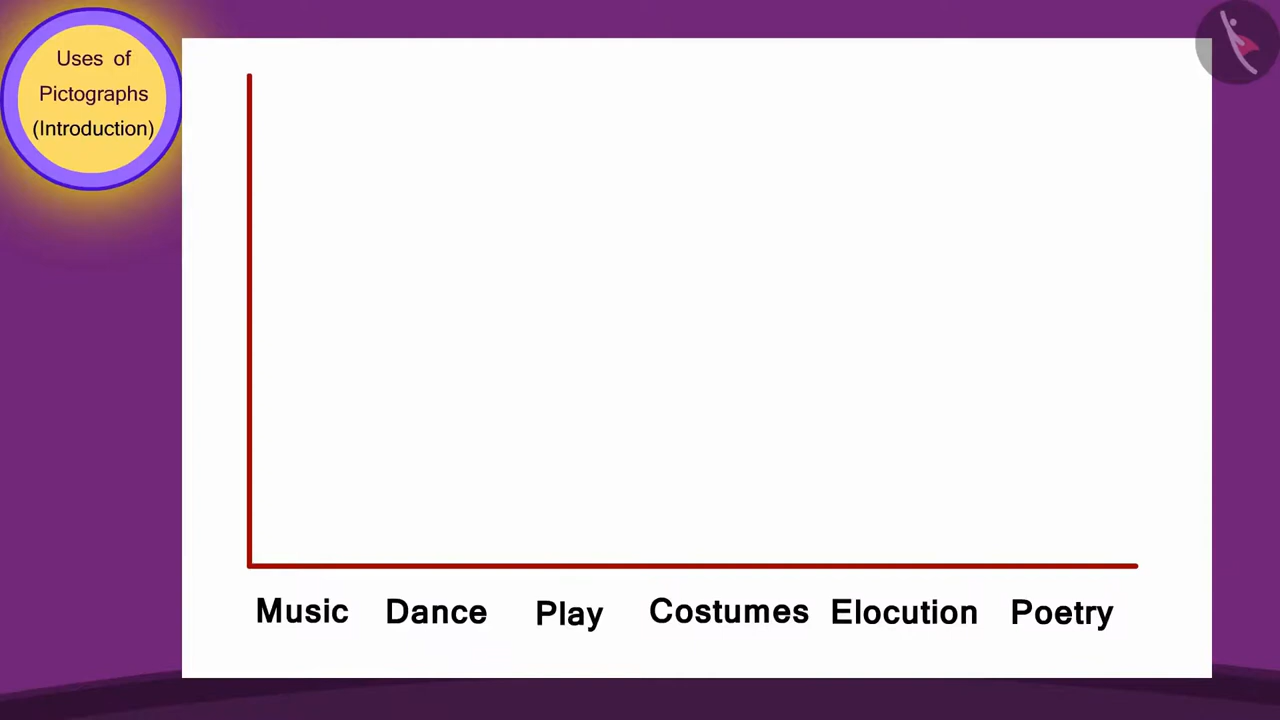 Uses of
Pictographs
(Introduction)
Music Dance Play Costumes Elocution Poetry